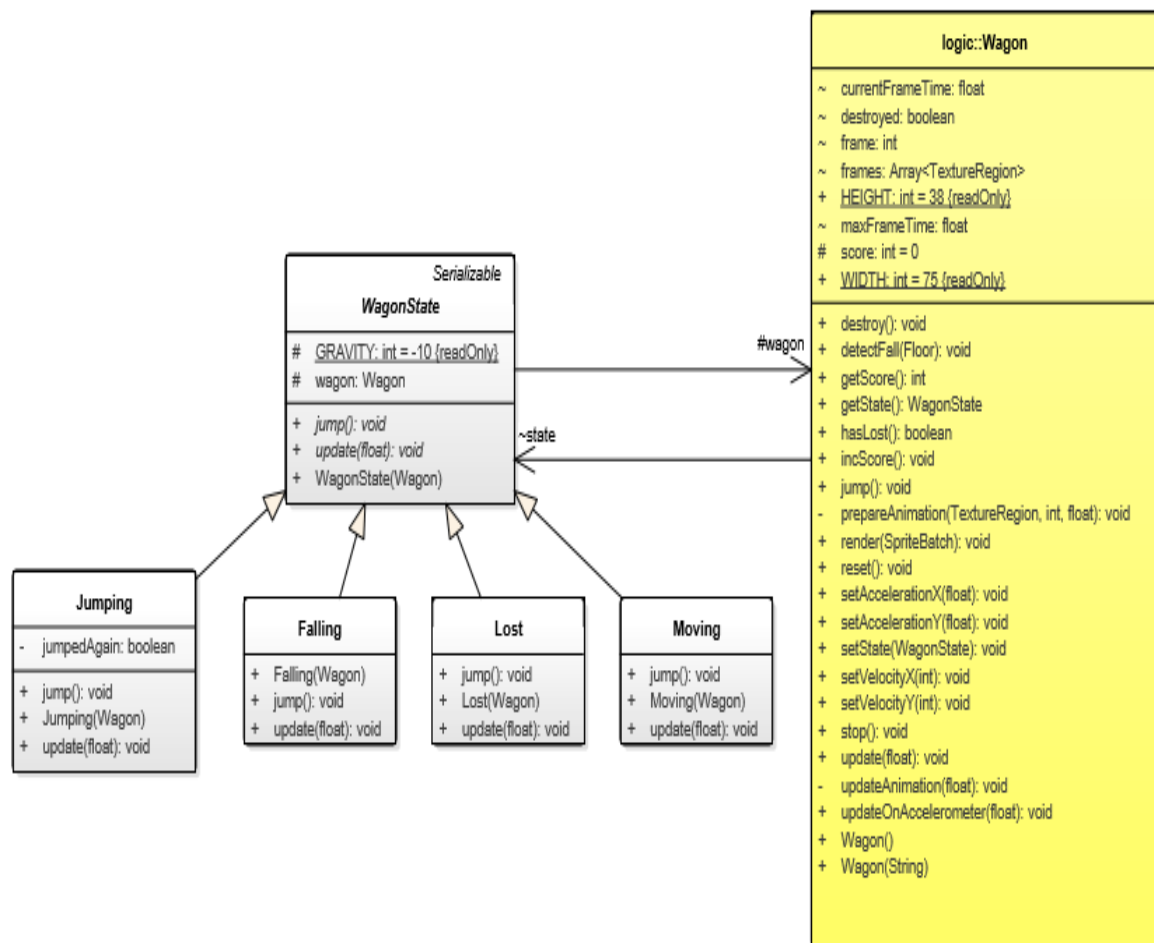 logic::Wagon
~ currentFrameTime: float
~ destroyed: boolean
~ frame: int
~ frames: Array<TextureRegion>
+ HEIGHT: int = 38 {readOnly}
~ maxFrameTime: float
# score: int = 0
+ WIDTH: int = 75 {readOnly}
+ destroy(): void
+ detectFall(Floor): void
+ getScore(): int
+ getState(): WagonState
+ hasLost(): boolean
+ incScore(): void
+ jump(): void
- prepareAnimation(TextureRegion, int, float): void
+ render(SpriteBatch): void
+ reset(): void
+ setAccelerationX(float): void
+ setAccelerationY(float): void
+ setState(WagonState): void
+ setVelocityX(int): void
+ setVelocityY(int): void
+ stop(): void
+ update(float): void
- updateAnimation(float): void
+ updateOnAccelerometer(float): void
+ Wagon()
+ Wagon(String)
Serializable
WagonState
# GRAVITY: int = -10 {readOnly}
# wagon: Wagon
+ jump(): void
+ update(float): void
+ WagonState(Wagon)
#wagon
~state
Jumping
- jumpedAgain: boolean
+ jump(): void
+ Jumping(Wagon)
+ update(float): void
Falling
+ Falling(Wagon)
+ jump(): void
+ update(float): void
Lost
+ jump(): void
+ Lost(Wagon)
+ update(float): void
Moving
+ jump(): void
+ Moving(Wagon)
+ update(float): void